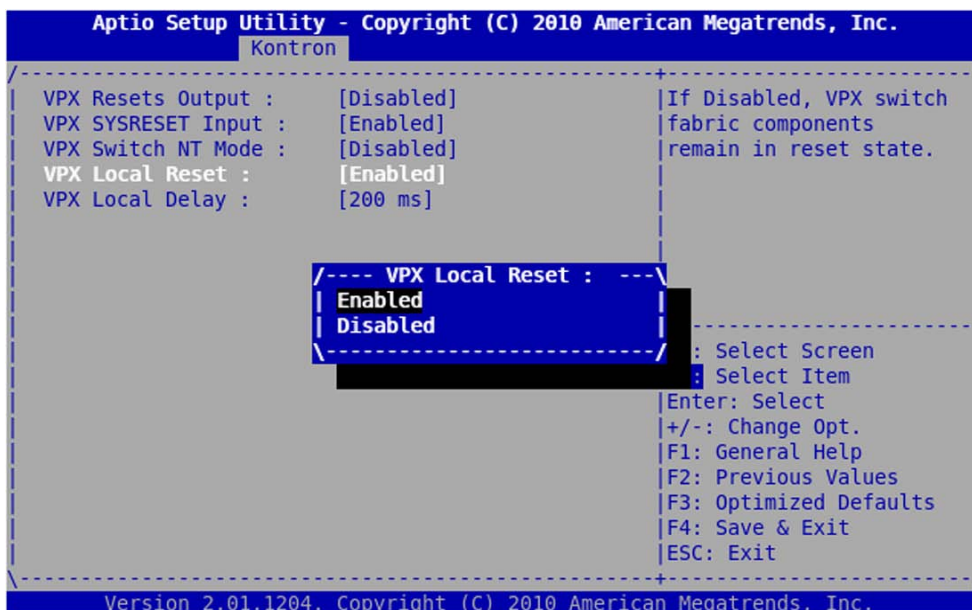 Aptio Setup Utility - Copyright (C) 2010 American Megatrends, Inc.
Kontron
VPX Resets Output : [Disabled]
VPX SYSRESET Input : [Enabled]
VPX Switch NT Mode : [Disabled]
VPX Local Reset : [Enabled]
VPX Local Delay : [200 ms]
If Disabled, VPX switch
fabric components
remain in reset state.
VPX Local Reset :
Enabled
Disabled
: Select Screen
: Select Item
Enter: Select
+/-: Change Opt.
F1: General Help
F2: Previous Values
F3: Optimized Defaults
F4: Save & Exit
ESC: Exit
Version 2.01.1204. Copyright (C) 2010 American Megatrends, Inc.